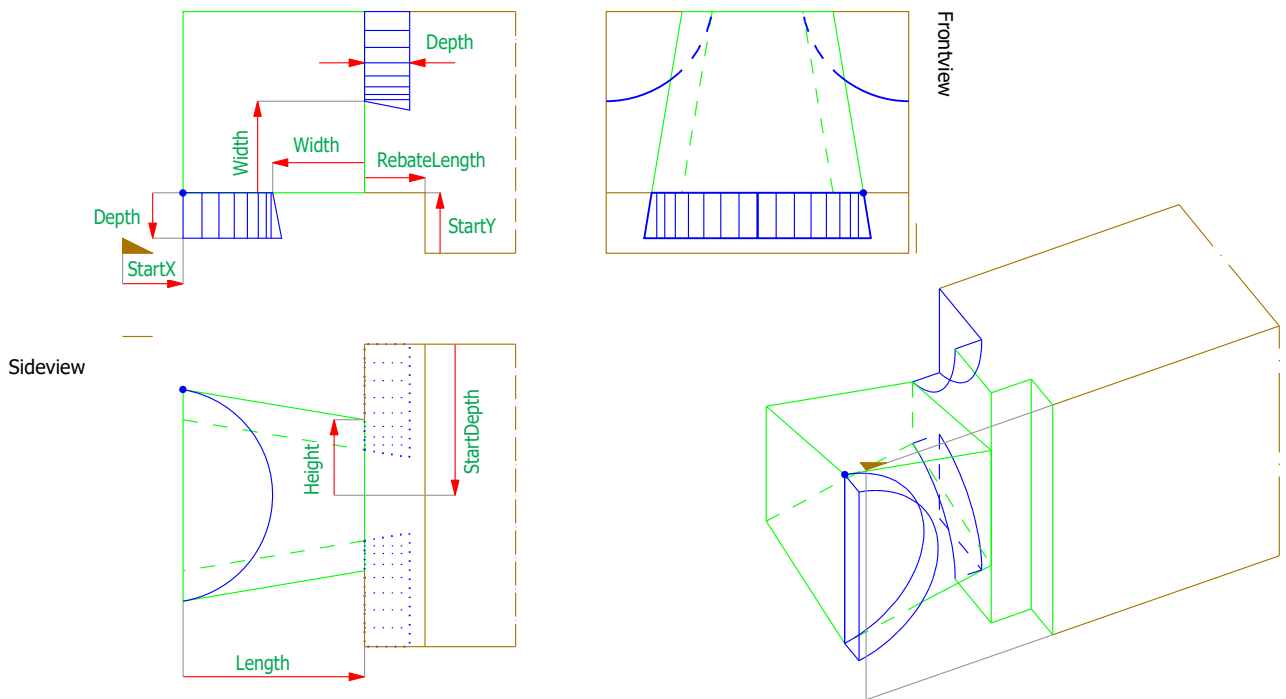 Depth
Frontview
Width
Width
RebateLength
Depth
StartY
StartX
Sideview
Height
StartDepth
Length